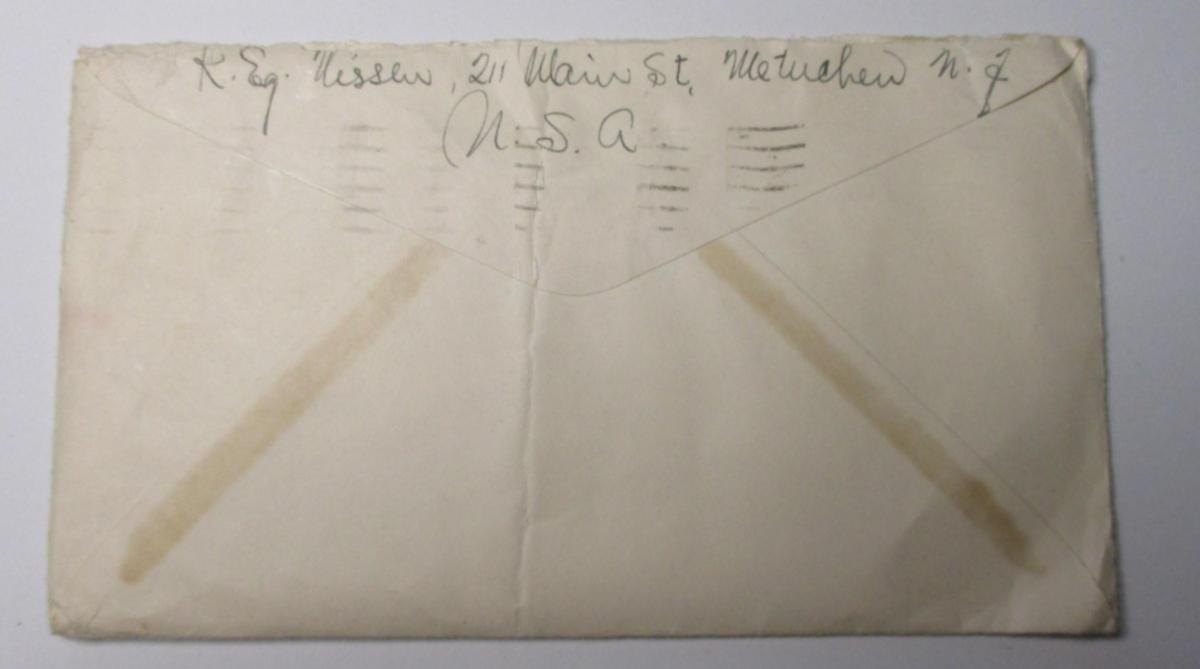 K. Eg. Nissen, 211 Main St, Metuchen N. J
U. S. A